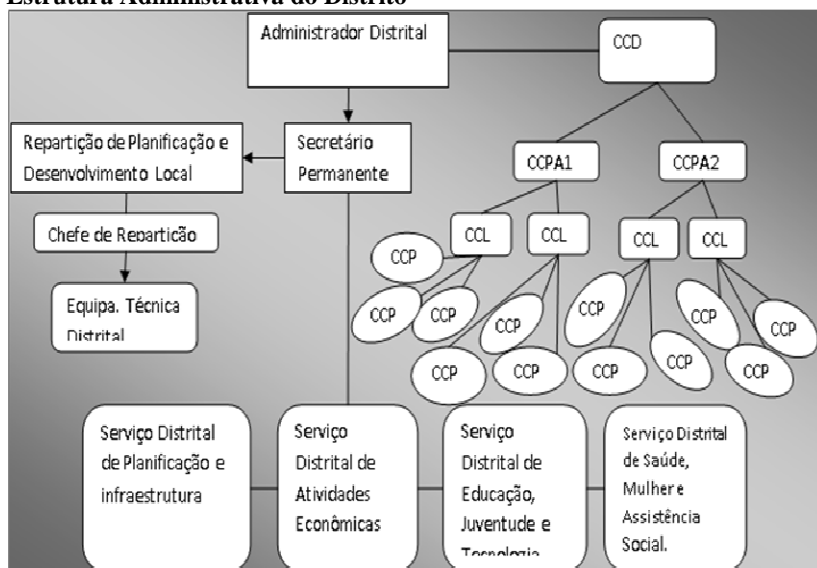 Estrutura Administrativa do Distrito
Administrador Distrital
CCD
Repartição de Planificação e
Desenvolvimento Local
Secretário
Permanente
CCPA1
CCPA2
Chefe de Repartição
CCL
CCL
CCL
CCL
CCP
Equipa. Técnica
Distrital
CCP
CCP
CCP
CCP
CCP
CCP
CCP
CCP
CCP
CCP
CCP
Serviço Distrital
de Planificação e
infraestrutura
Serviço
Distrital de
Atividades
Econômicas
Serviço
Distrital de
Educação,
Juventude e
Tecnologia
Serviço Distrital
de Saúde,
Mulher e
Assistência
Social.